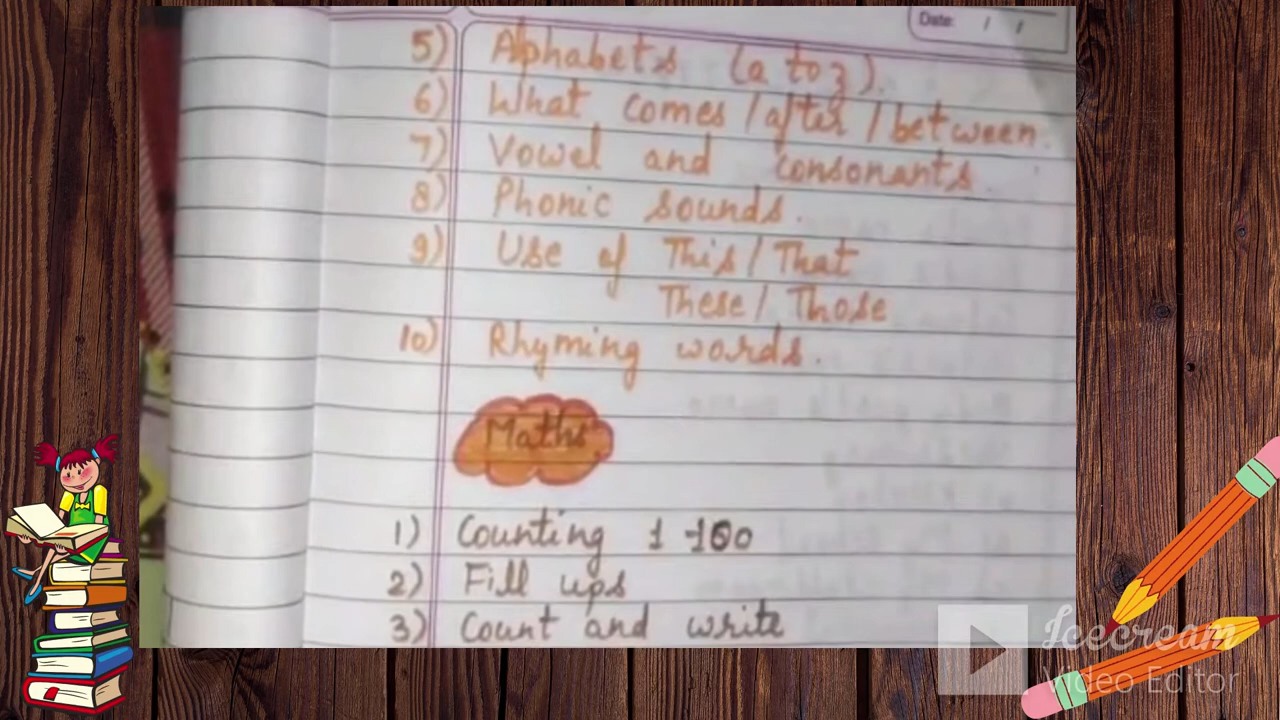 Date: / /
5) Alphabets (a to z).
6) What comes /after /between.
7) Vowel and consonants.
8) Phonic sounds.
9) Use of This/That
These/ Those
10) Rhyming words.
Maths
1) Counting 1-100
2) Fill ups
3) Count and write
Icecream
Video Editor